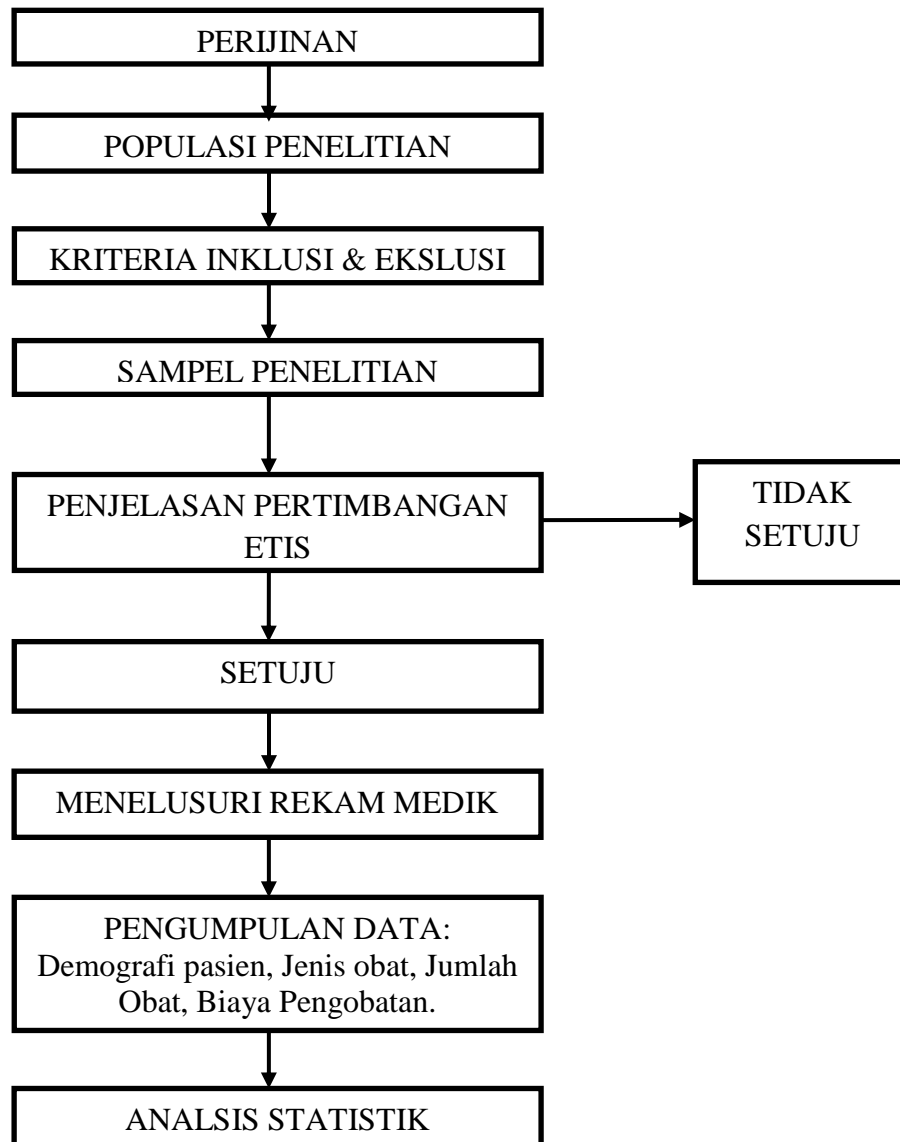 PERIJINAN
POPULASI PENELITIAN
KRITERIA INKLUSI & EKSLUSI
SAMPEL PENELITIAN
PENJELASAN PERTIMBANGAN
ETIS
TIDAK
SETUJU
SETUJU
MENELUSURI REKAM MEDIK
PENGUMPULAN DATA:
Demografi pasien, Jenis obat, Jumlah
Obat, Biaya Pengobatan.
ANALSIS STATISTIK